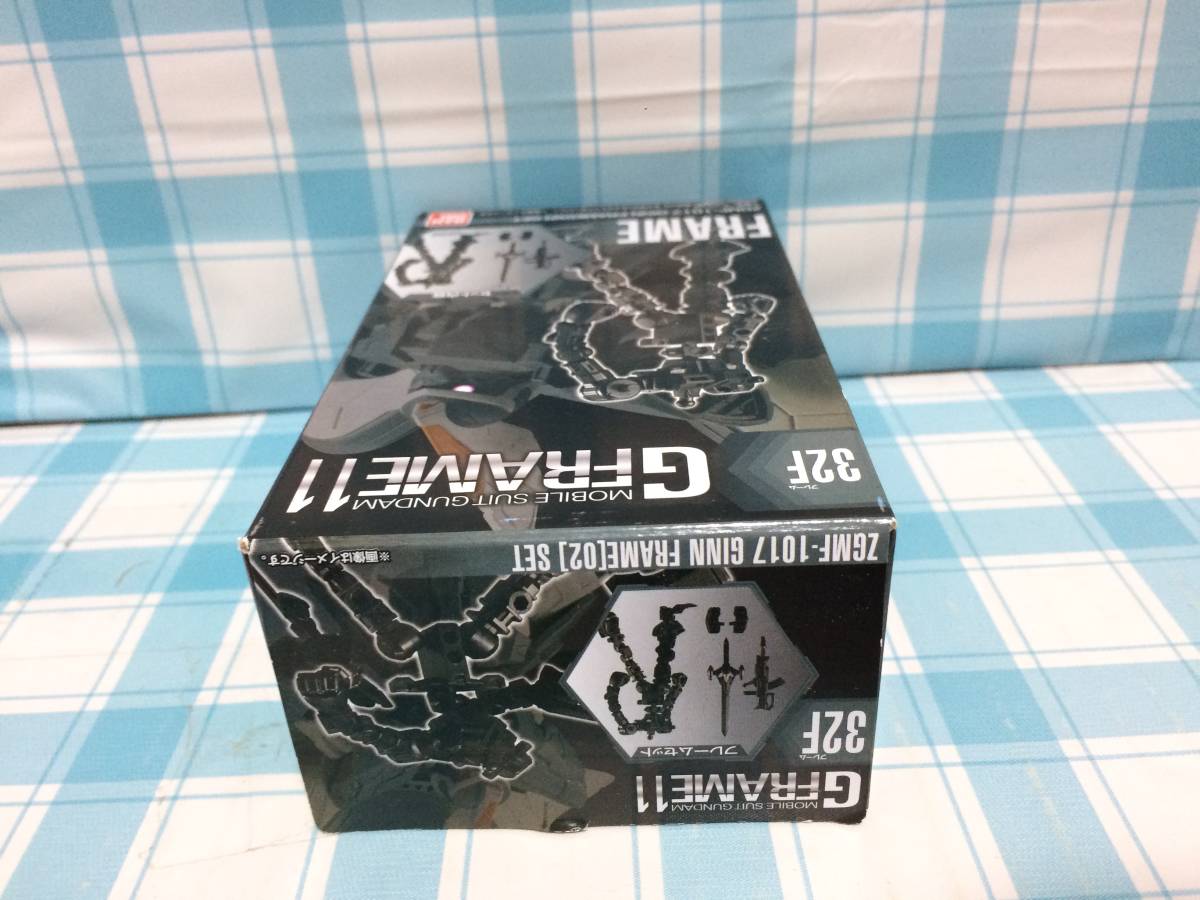 FRAME
32F
フレーム
MOBILE SUIT GUNDAM
GFRAME11
ZGMF-1017 GINN FRAME[02] SET
※画像はイメージです。
フレームセット
32F
フレーム
MOBILE SUIT GUNDAM
GFRAME11